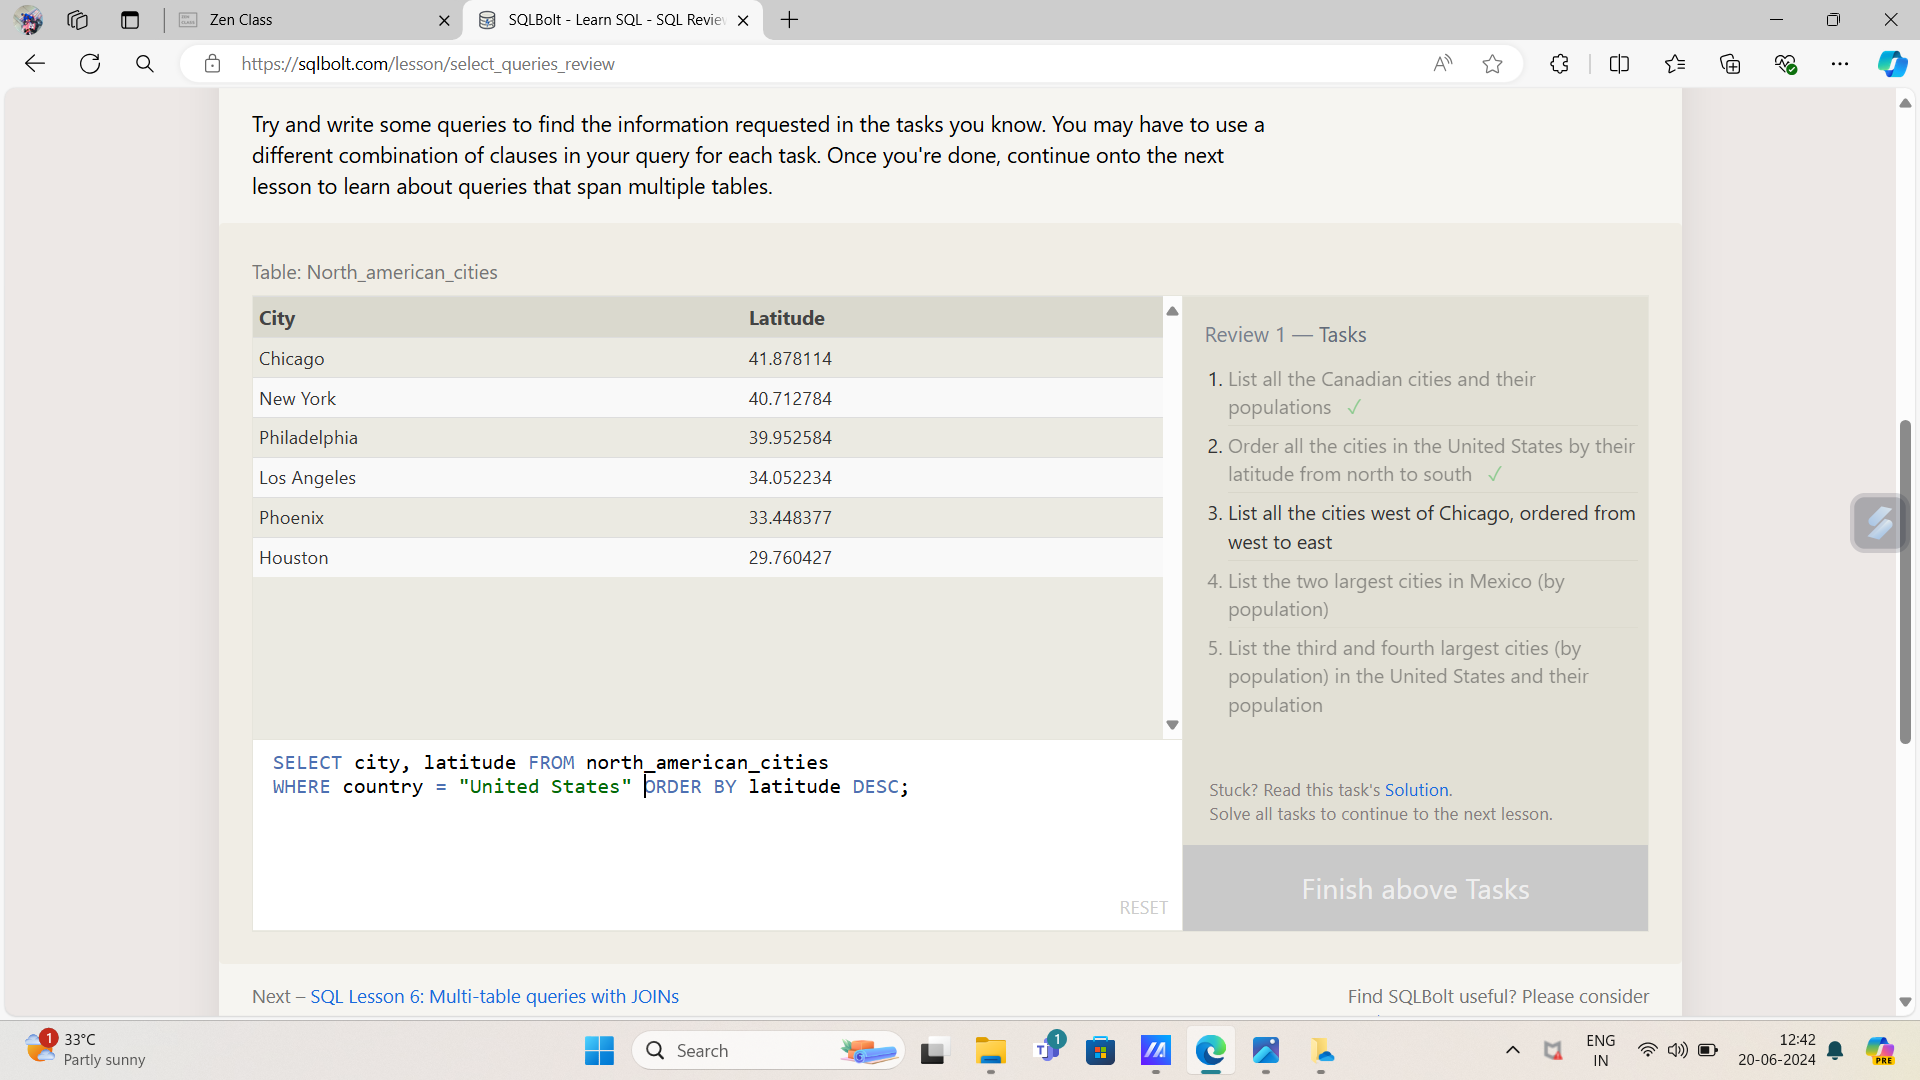 Zen Class
SQLBolt - Learn SQL - SQL Review
https://sqlbolt.com/lesson/select_queries_review
Try and write some queries to find the information requested in the tasks you know. You may have to use a
different combination of clauses in your query for each task. Once you're done, continue onto the next
lesson to learn about queries that span multiple tables.
Table: North_american_cities
City Latitude
Chicago 41.878114
New York 40.712784
Philadelphia 39.952584
Los Angeles 34.052234
Phoenix 33.448377
Houston 29.760427
SELECT city, latitude FROM north_american_cities
WHERE country = "United States" ORDER BY latitude DESC;
RESET
Review 1 — Tasks
1. List all the Canadian cities and their
populations ✓
2. Order all the cities in the United States by their
latitude from north to south ✓
3. List all the cities west of Chicago, ordered from
west to east
4. List the two largest cities in Mexico (by
population)
5. List the third and fourth largest cities (by
population) in the United States and their
population
Stuck? Read this task's Solution.
Solve all tasks to continue to the next lesson.
Finish above Tasks
Next – SQL Lesson 6: Multi-table queries with JOINs
Find SQLBolt useful? Please consider
1
33°C
Partly sunny
Search
1
ENG
IN
12:42
20-06-2024
PRE